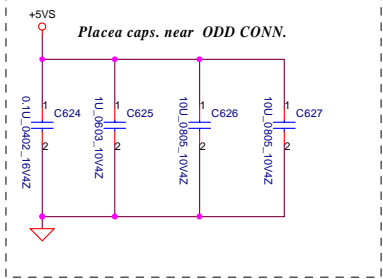 +5VS
Placea caps. near ODD CONN.
1
C624
2
0.1U_0402_16V4Z
1
C625
2
1U_0603_10V4Z
1
C626
2
10U_0805_10V4Z
1
C627
2
10U_0805_10V4Z